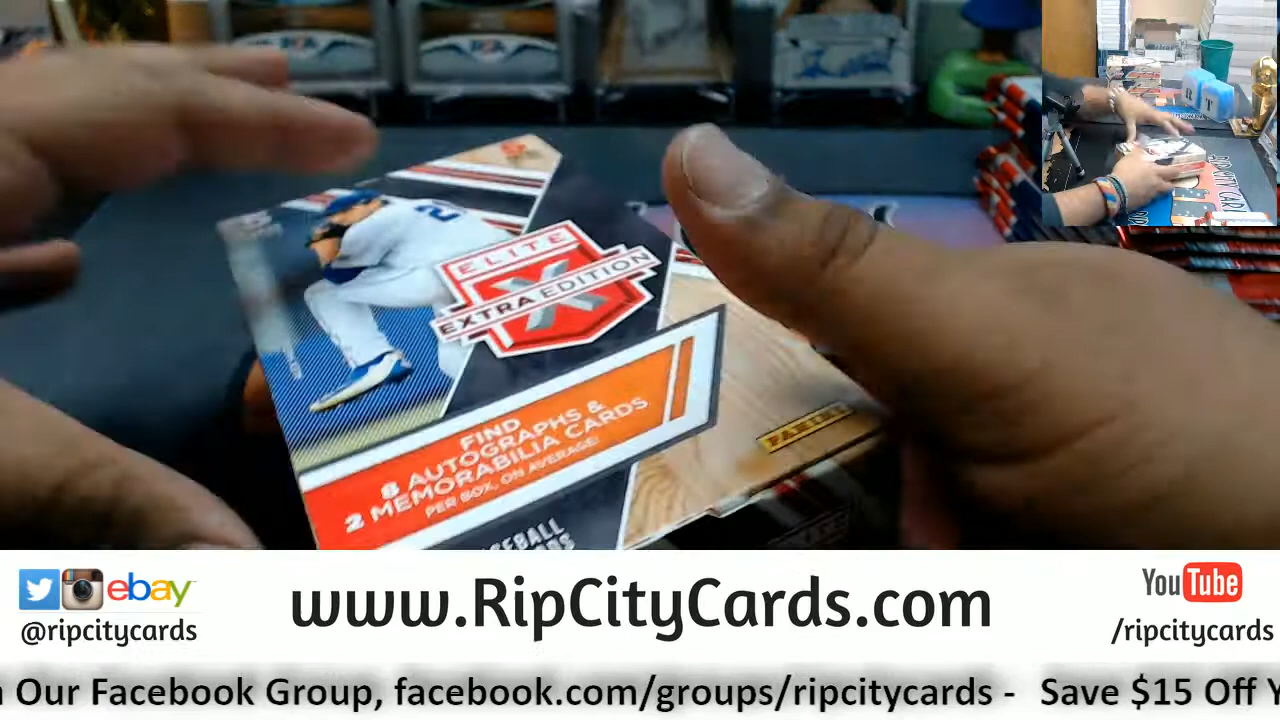 ELITE
EXTRA EDITION
X
FIND
8 AUTOGRAPHS &
2 MEMORABILIA CARDS
PER BOX, ON AVERAGE!
PANINI
R T
www.RipCityCards.com
ebay
@ripcitycards
YouTube
/ripcitycards
Our Facebook Group, facebook.com/groups/ripcitycards - Save $15 Off